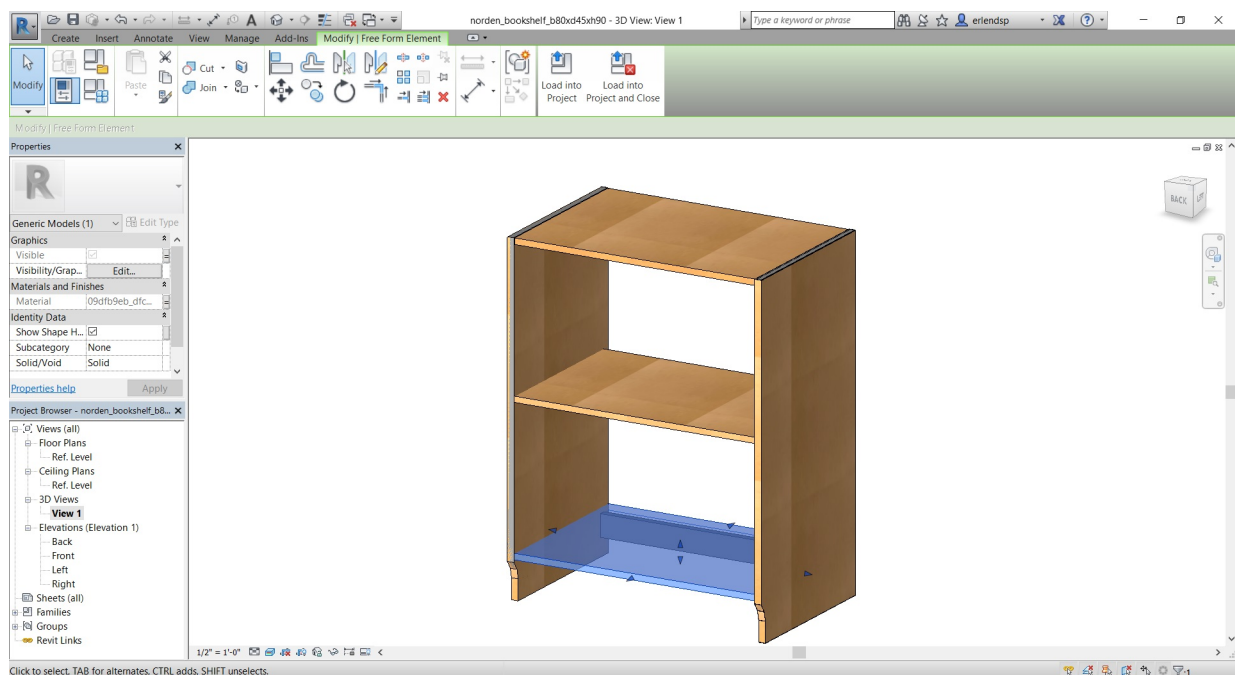 norden_bookshelf_b80xd45xh90 - 3D View: View 1
Type a keyword or phrase
erlendsp
Create Insert Annotate View Manage Add-Ins Modify | Free Form Element
Modify
Paste
Cut
Join
Load into Project
Load into Project and Close
Modify | Free Form Element
Properties
R
Generic Models (1) Edit Type
Graphics
Visible
Visibility/Grap... Edit...
Materials and Finishes
Material 09dfb9eb_dfc...
Identity Data
Show Shape H...
Subcategory None
Solid/Void Solid
Properties help Apply
Project Browser - norden_bookshelf_b8...
Views (all)
Floor Plans
Ref. Level
Ceiling Plans
Ref. Level
3D Views
View 1
Elevations (Elevation 1)
Back
Front
Left
Right
Sheets (all)
Families
Groups
Revit Links
BACK
1/2" = 1'-0"
Click to select, TAB for alternates, CTRL adds, SHIFT unselects.
:1